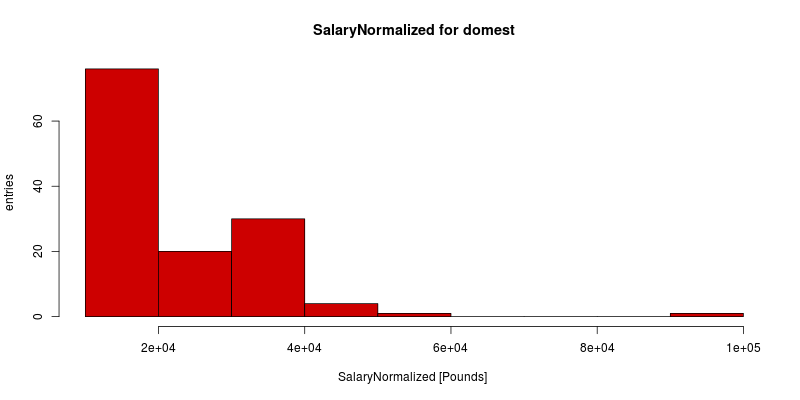 SalaryNormalized for domest
entries
60
40
20
0
2e+04 4e+04 6e+04 8e+04 1e+05
SalaryNormalized [Pounds]